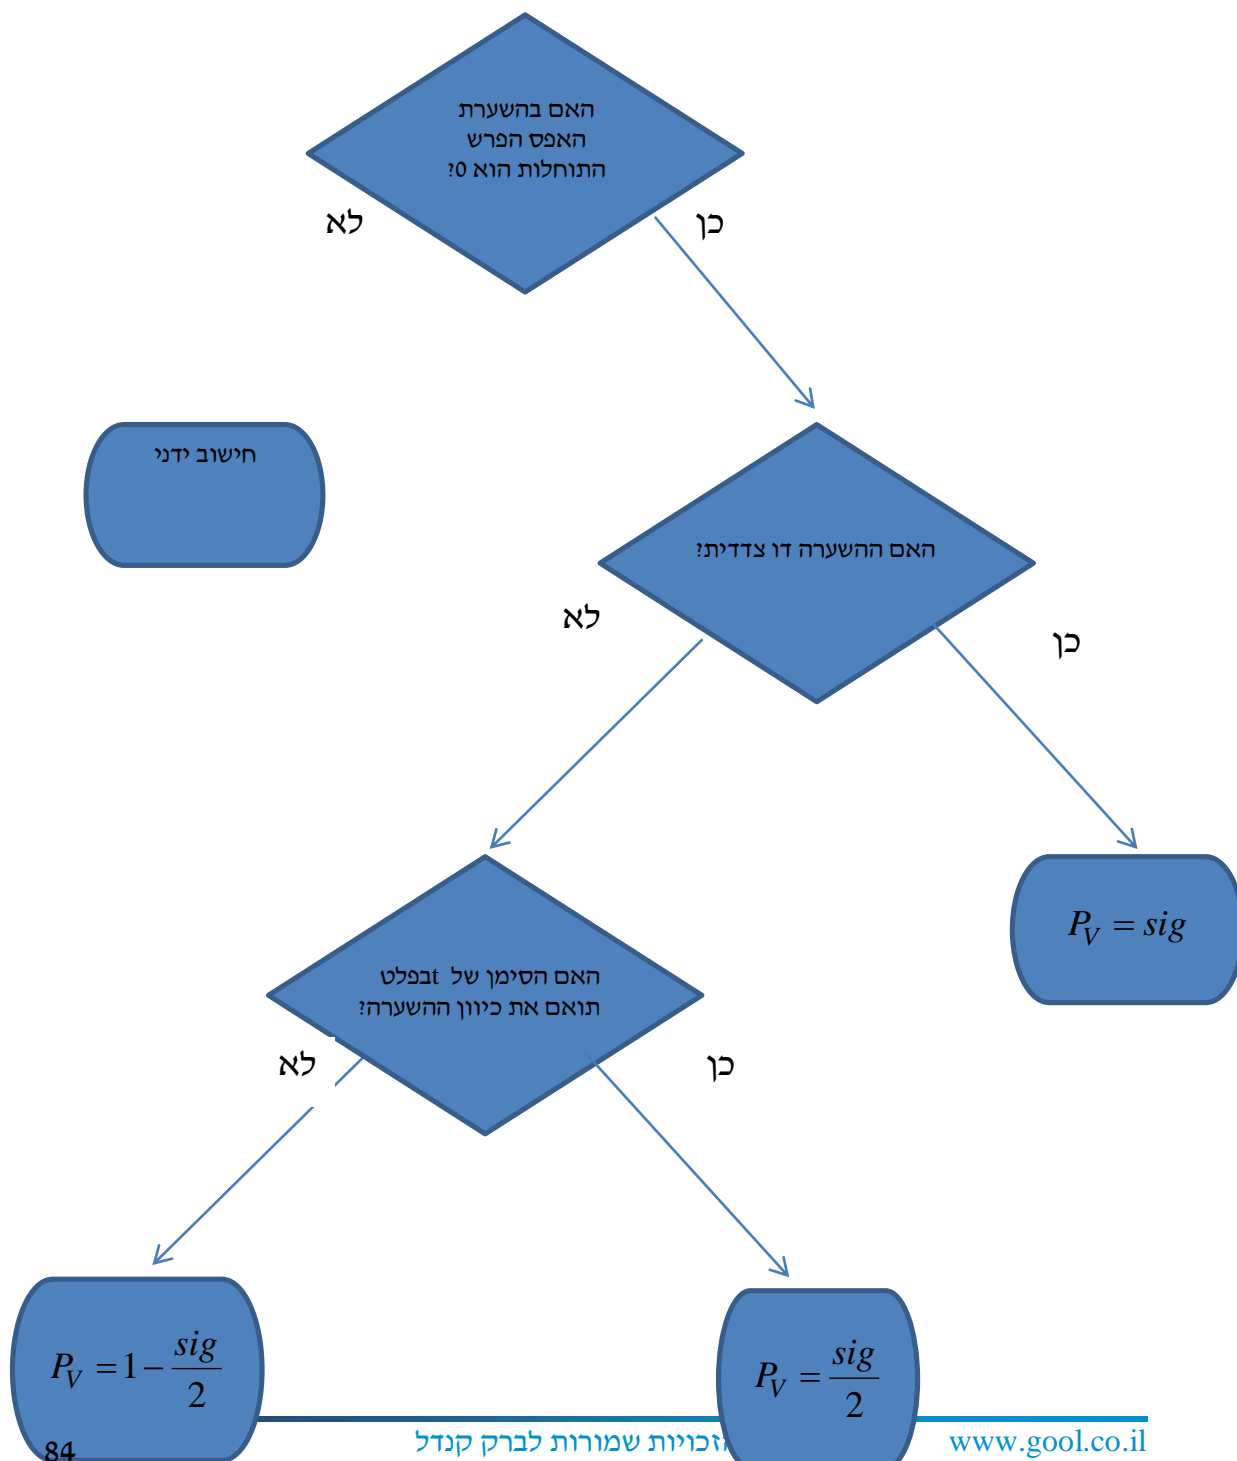 האם בהשערת
האפס הפרש
התוחלות הוא 0?
לא
כן
חישוב ידני
האם ההשערה דו צדדית?
לא
כן
P_V = sig
האם הסימן של tבפלט
תואם את כיוון ההשערה?
לא
כן
P_V = 1 - sig/2
P_V = sig/2
84
זכויות שמורות לברק קנדל
www.gool.co.il